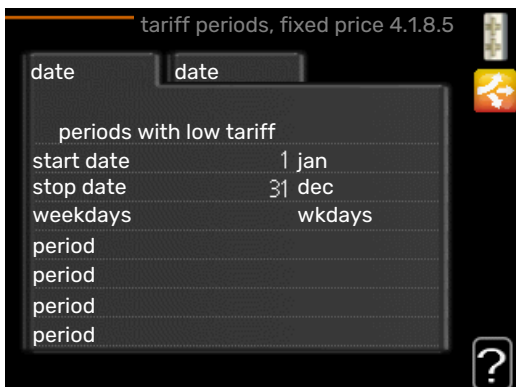 tariff periods, fixed price 4.1.8.5
date date
periods with low tariff
start date 1 jan
stop date 31 dec
weekdays wkdays
period
period
period
period
?